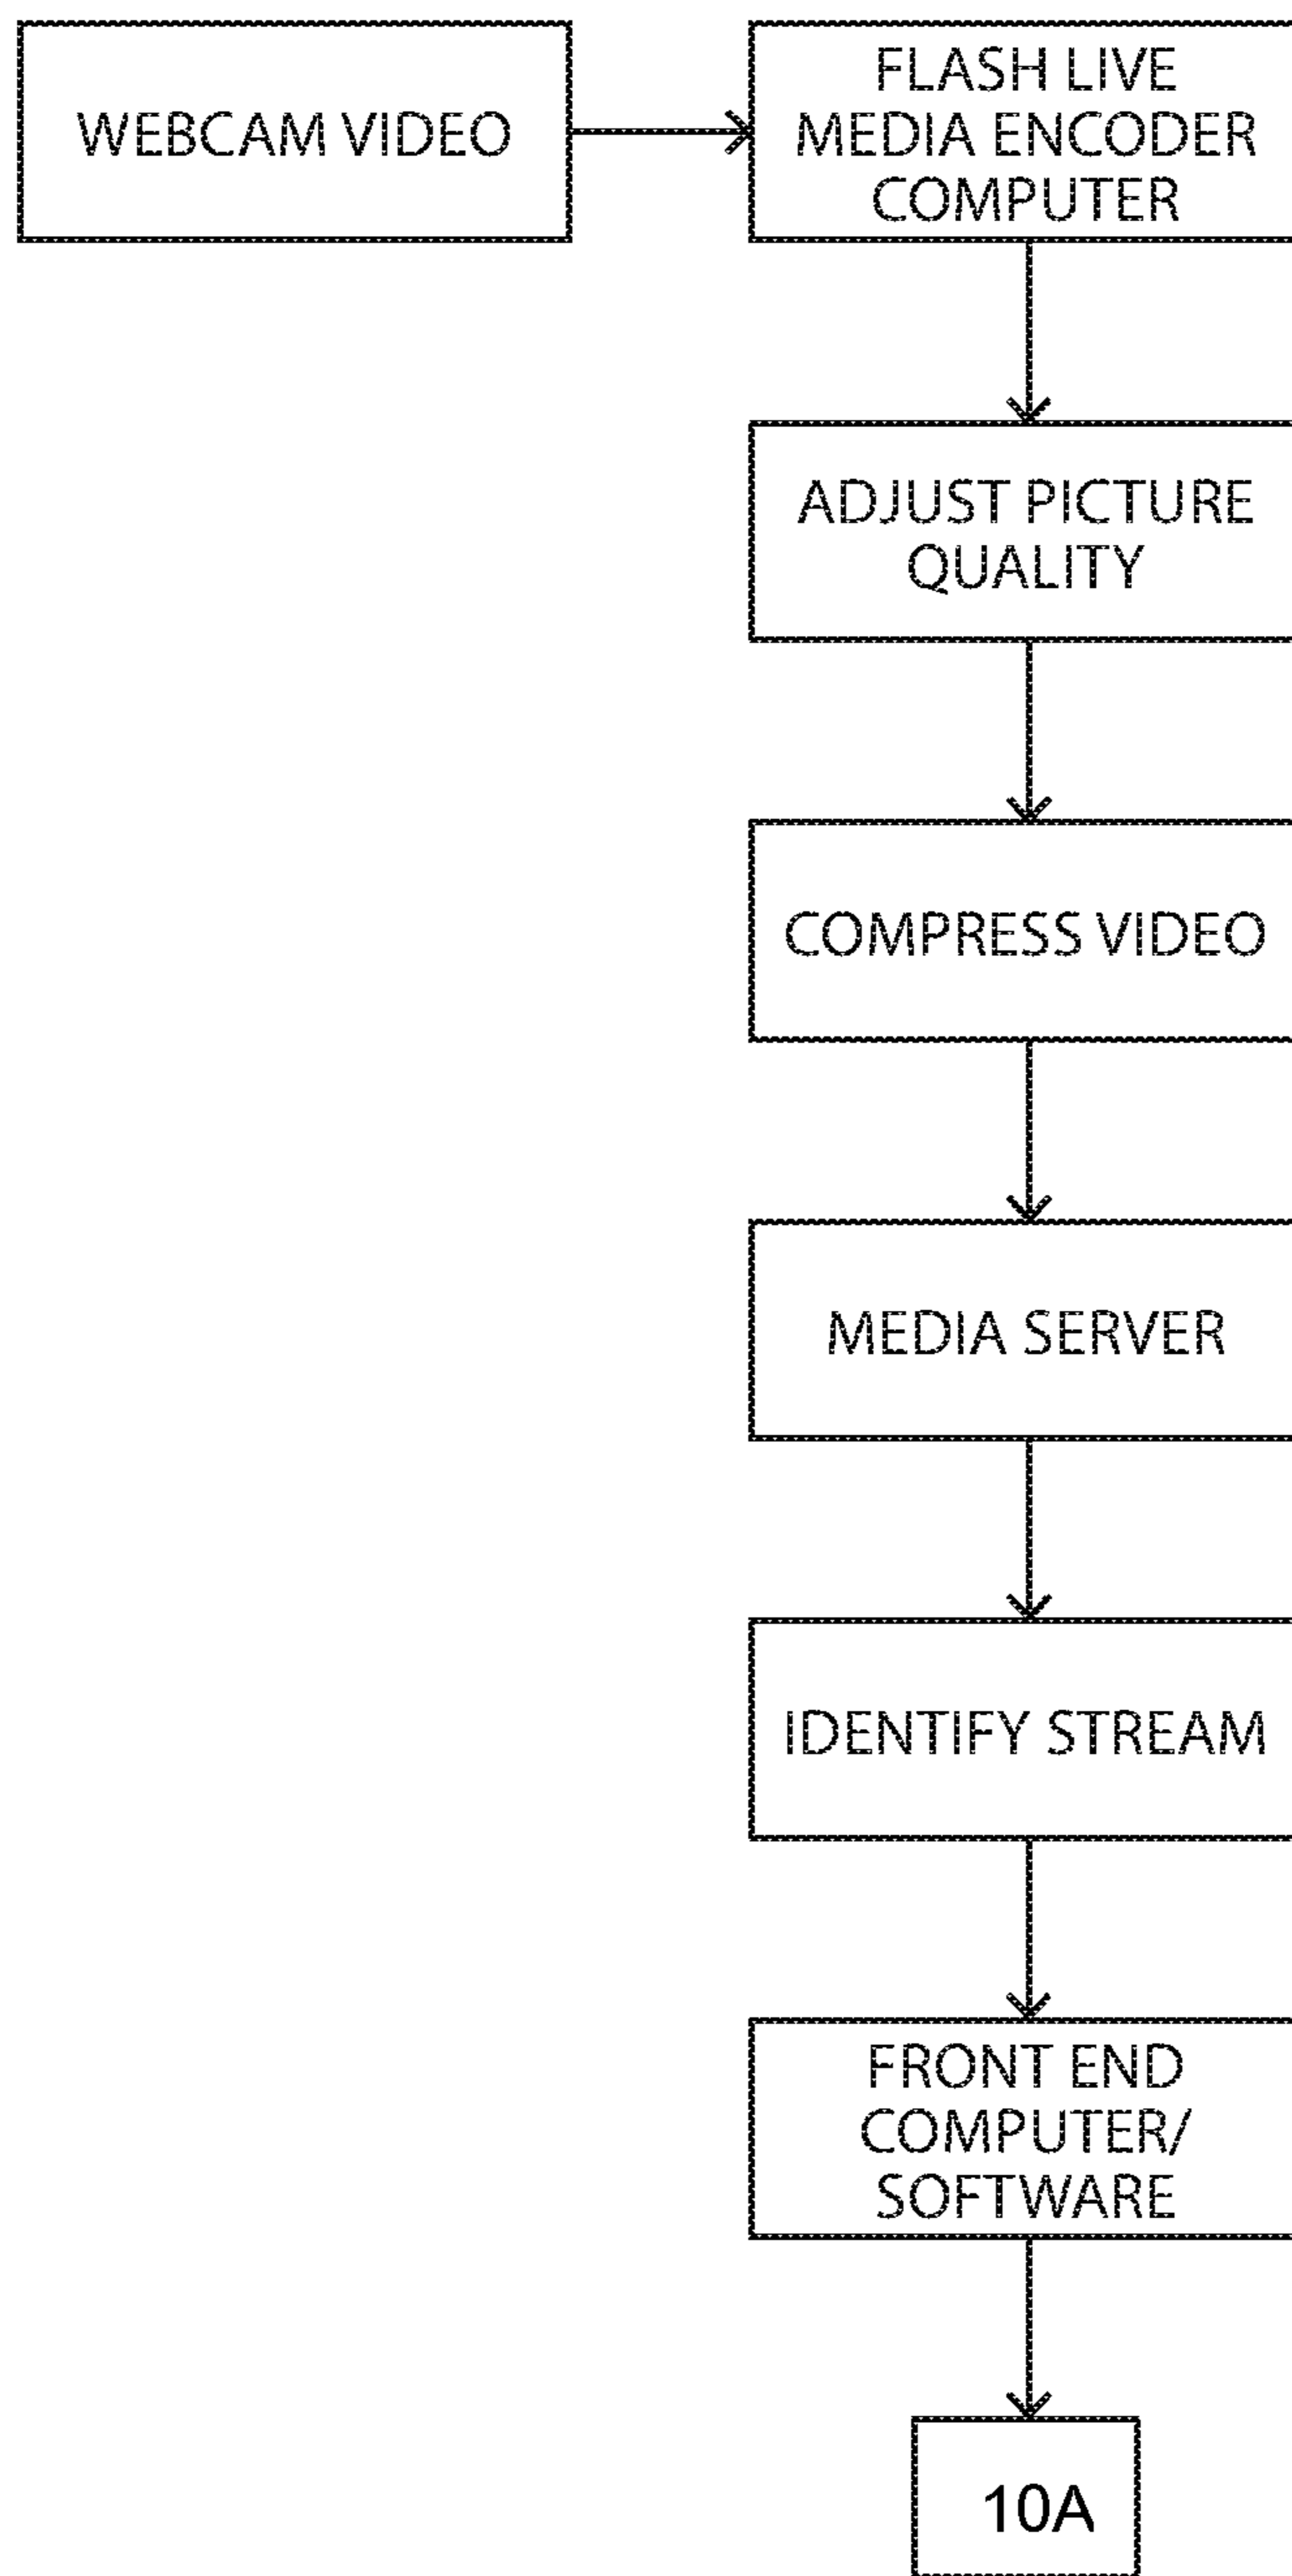 WEBCAM VIDEO
FLASH LIVE
MEDIA ENCODER
COMPUTER
ADJUST PICTURE
QUALITY
COMPRESS VIDEO
MEDIA SERVER
IDENTIFY STREAM
FRONT END
COMPUTER/
SOFTWARE
10A